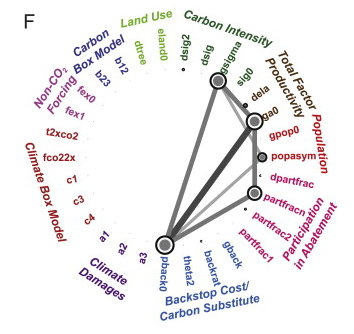 F
Land Use
Carbon Intensity
Carbon
Box Model
Non-CO₂
Forcing
Total Factor
Productivity
Population
Participation
in Abatement
Backstop Cost/
Carbon Substitute
Climate
Damages
Climate Box Model
dtree
eland0
dsig2
dsig
gsigma
sig0
dela
ga0
gpop0
popasym
dpartfrac
partfracn
partfrac2
partfrac1
gback
backrat
theta2
pback0
a3
a2
a1
c4
c3
c1
fco22x
t2xco2
fex1
fex0
b23
b12